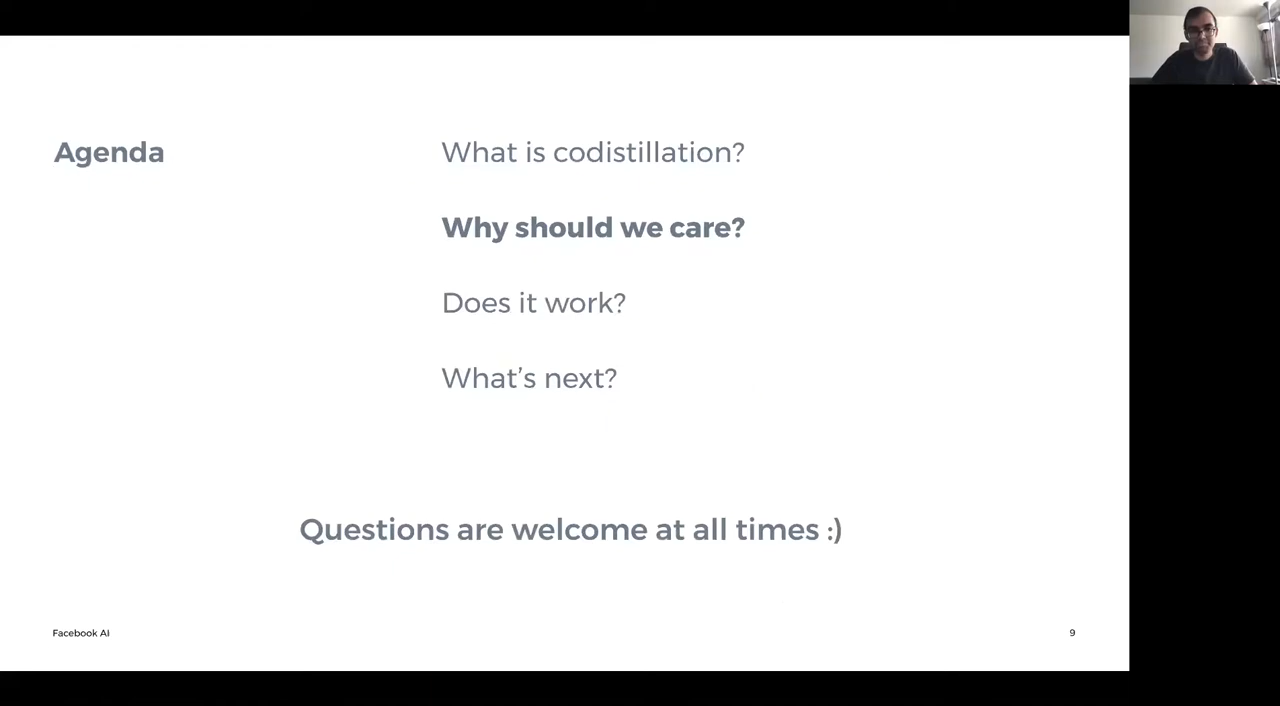 Agenda
What is codistillation?
Why should we care?
Does it work?
What's next?
Questions are welcome at all times :)
Facebook AI
9